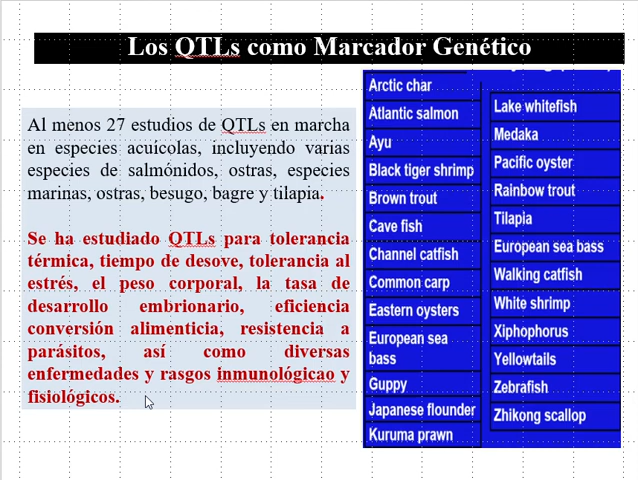 Los QTLs como Marcador Genético
Al menos 27 estudios de QTLs en marcha
en especies acuícolas, incluyendo varias
especies de salmónidos, ostras, especies
marinas, ostras, besugo, bagre y tilapia.
Se ha estudiado QTLs para tolerancia
térmica, tiempo de desove, tolerancia al
estrés, el peso corporal, la tasa de
desarrollo embrionario, eficiencia
conversión alimenticia, resistencia a
parásitos, así como diversas
enfermedades y rasgos inmunológicao y
fisiológicos.
Arctic char
Atlantic salmon
Ayu
Black tiger shrimp
Brown trout
Cave fish
Channel catfish
Common carp
Eastern oysters
European sea
bass
Guppy
Japanese flounder
Kuruma prawn
Lake whitefish
Medaka
Pacific oyster
Rainbow trout
Tilapia
European sea bass
Walking catfish
White shrimp
Xiphophorus
Yellowtails
Zebrafish
Zhikong scallop